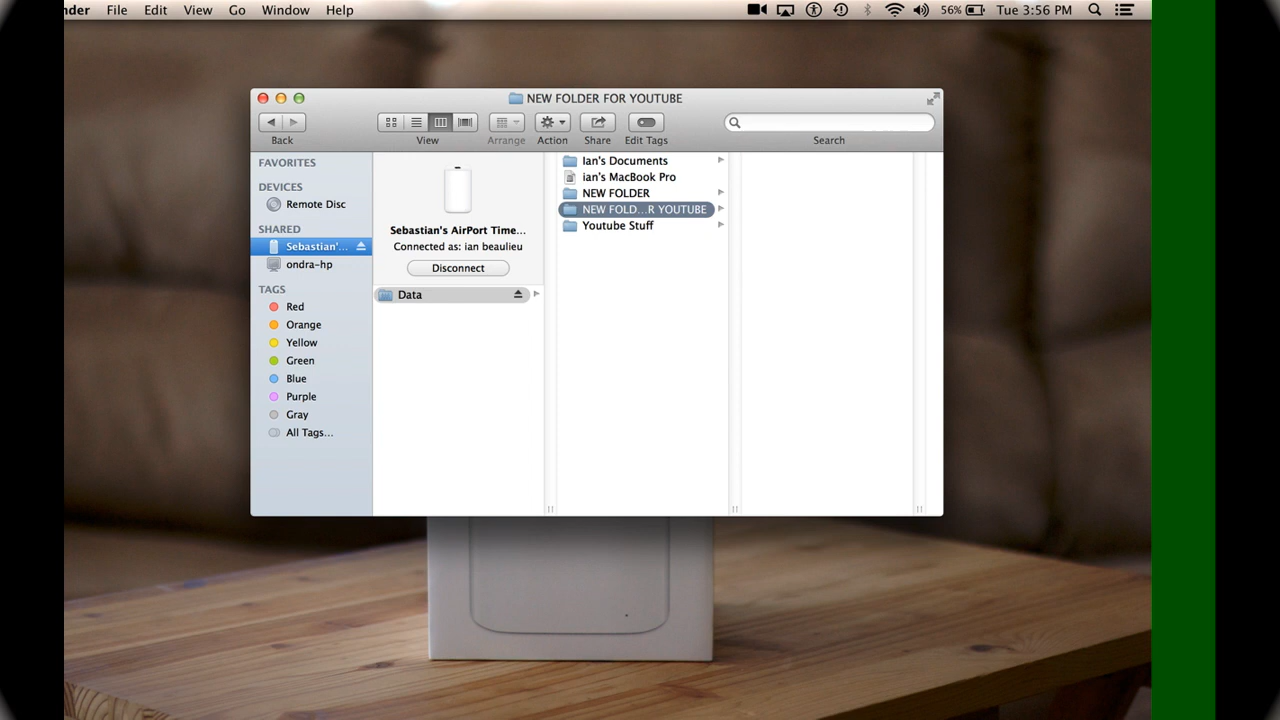 nder File Edit View Go Window Help 56% Tue 3:56 PM
NEW FOLDER FOR YOUTUBE
Back View Arrange Action Share Edit Tags Search
FAVORITES
DEVICES
Remote Disc
SHARED
Sebastian'...
ondra-hp
TAGS
Red
Orange
Yellow
Green
Blue
Purple
Gray
All Tags...
Sebastian's AirPort Time...
Connected as: ian beaulieu
Disconnect
Data
Ian's Documents
ian's MacBook Pro
NEW FOLDER
NEW FOLD...R YOUTUBE
Youtube Stuff